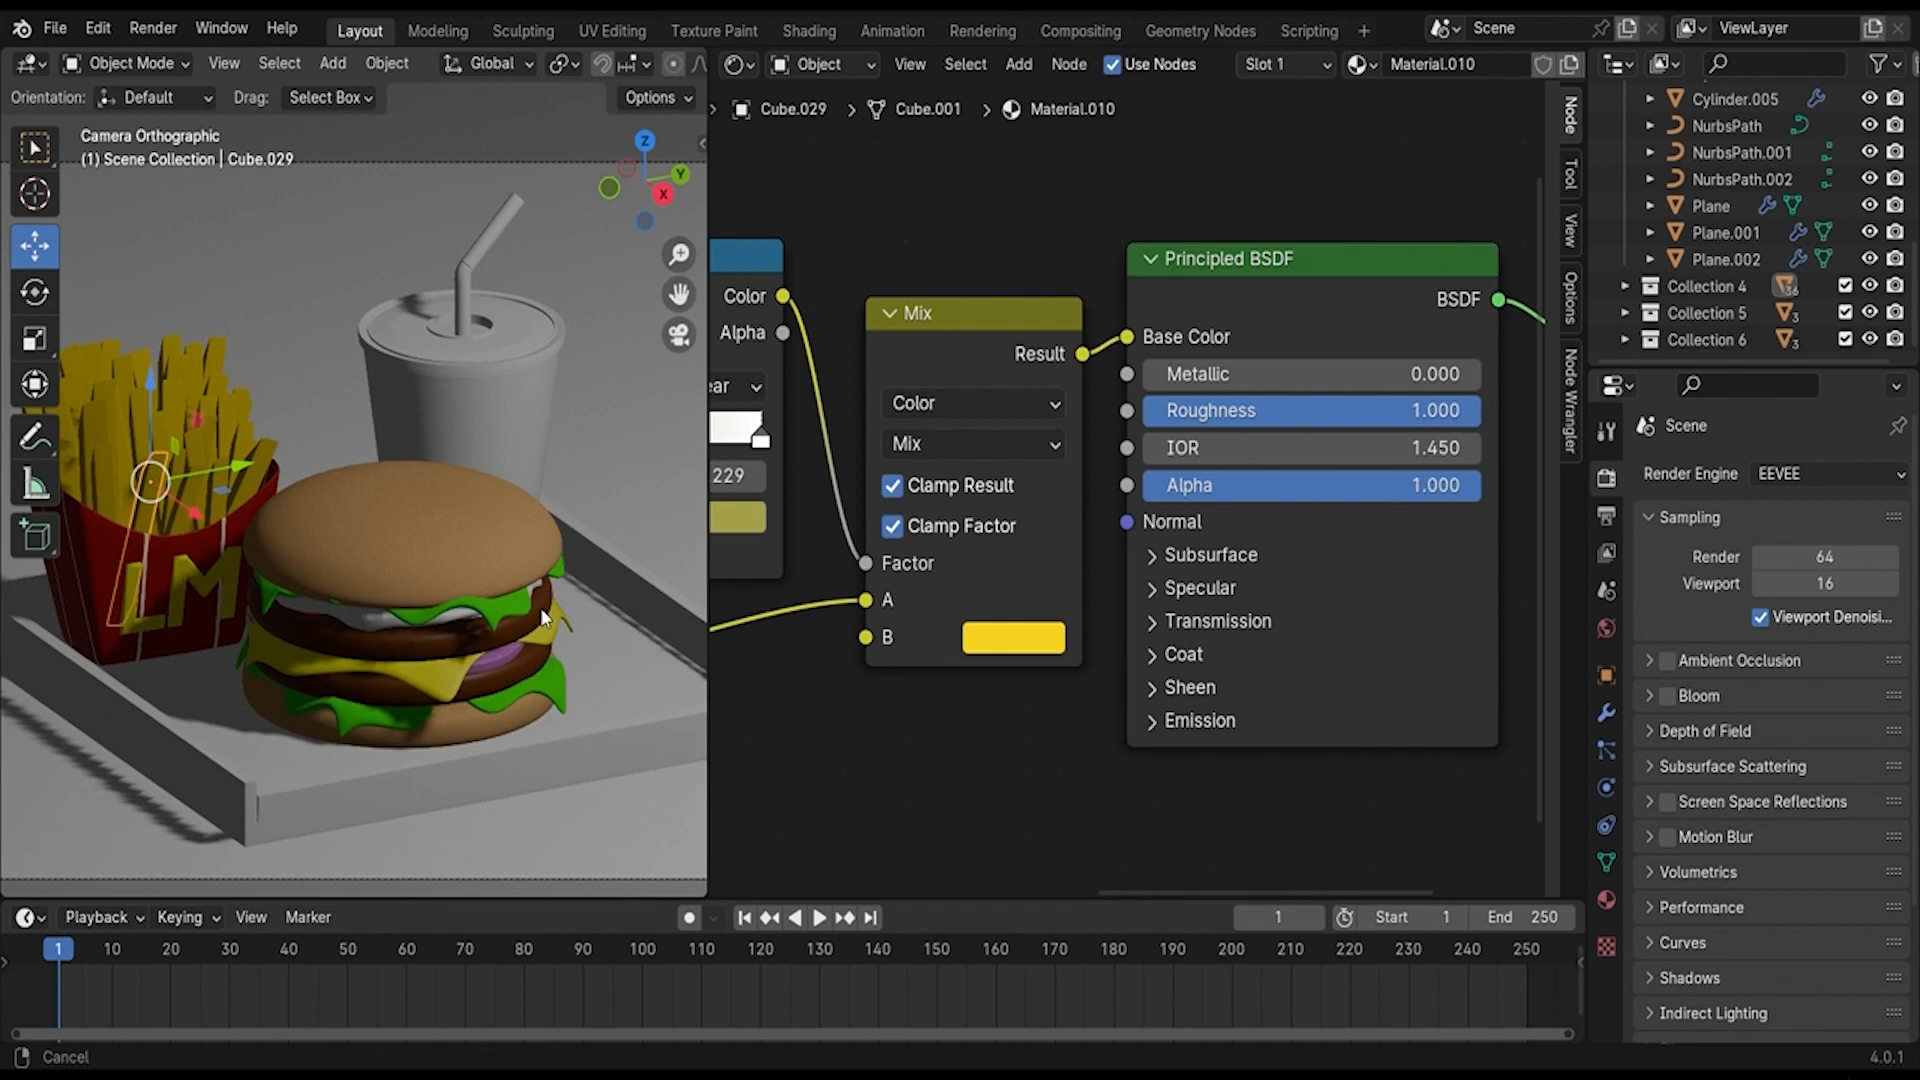 File Edit Render Window Help Layout Modeling Sculpting UV Editing Texture Paint Shading Animation Rendering Compositing Geometry Nodes Scripting + Scene ViewLayer
Object Mode View Select Add Object Global Object View Select Add Node Use Nodes Slot 1 Material.010
Orientation: Default Drag: Select Box Options
Cube.029 Cube.001 Material.010
Camera Orthographic
(1) Scene Collection | Cube.029
Z
Y
X
LM
Color
Alpha
ear
229
Mix
Result
Color
Mix
Clamp Result
Clamp Factor
Factor
A
B
Principled BSDF
BSDF
Base Color
Metallic 0.000
Roughness 1.000
IOR 1.450
Alpha 1.000
Normal
Subsurface
Specular
Transmission
Coat
Sheen
Emission
Node
Tool
View
Options
Node Wrangler
Cylinder.005
NurbsPath
NurbsPath.001
NurbsPath.002
Plane
Plane.001
Plane.002
Collection 4 36
Collection 5 3
Collection 6 3
Scene
Render Engine EEVEE
Sampling
Render 64
Viewport 16
Viewport Denoisi...
Ambient Occlusion
Bloom
Depth of Field
Subsurface Scattering
Screen Space Reflections
Motion Blur
Volumetrics
Performance
Curves
Shadows
Indirect Lighting
Playback Keying View Marker 1 Start 1 End 250
1 10 20 30 40 50 60 70 80 90 100 110 120 130 140 150 160 170 180 190 200 210 220 230 240 250
Cancel 4.0.1